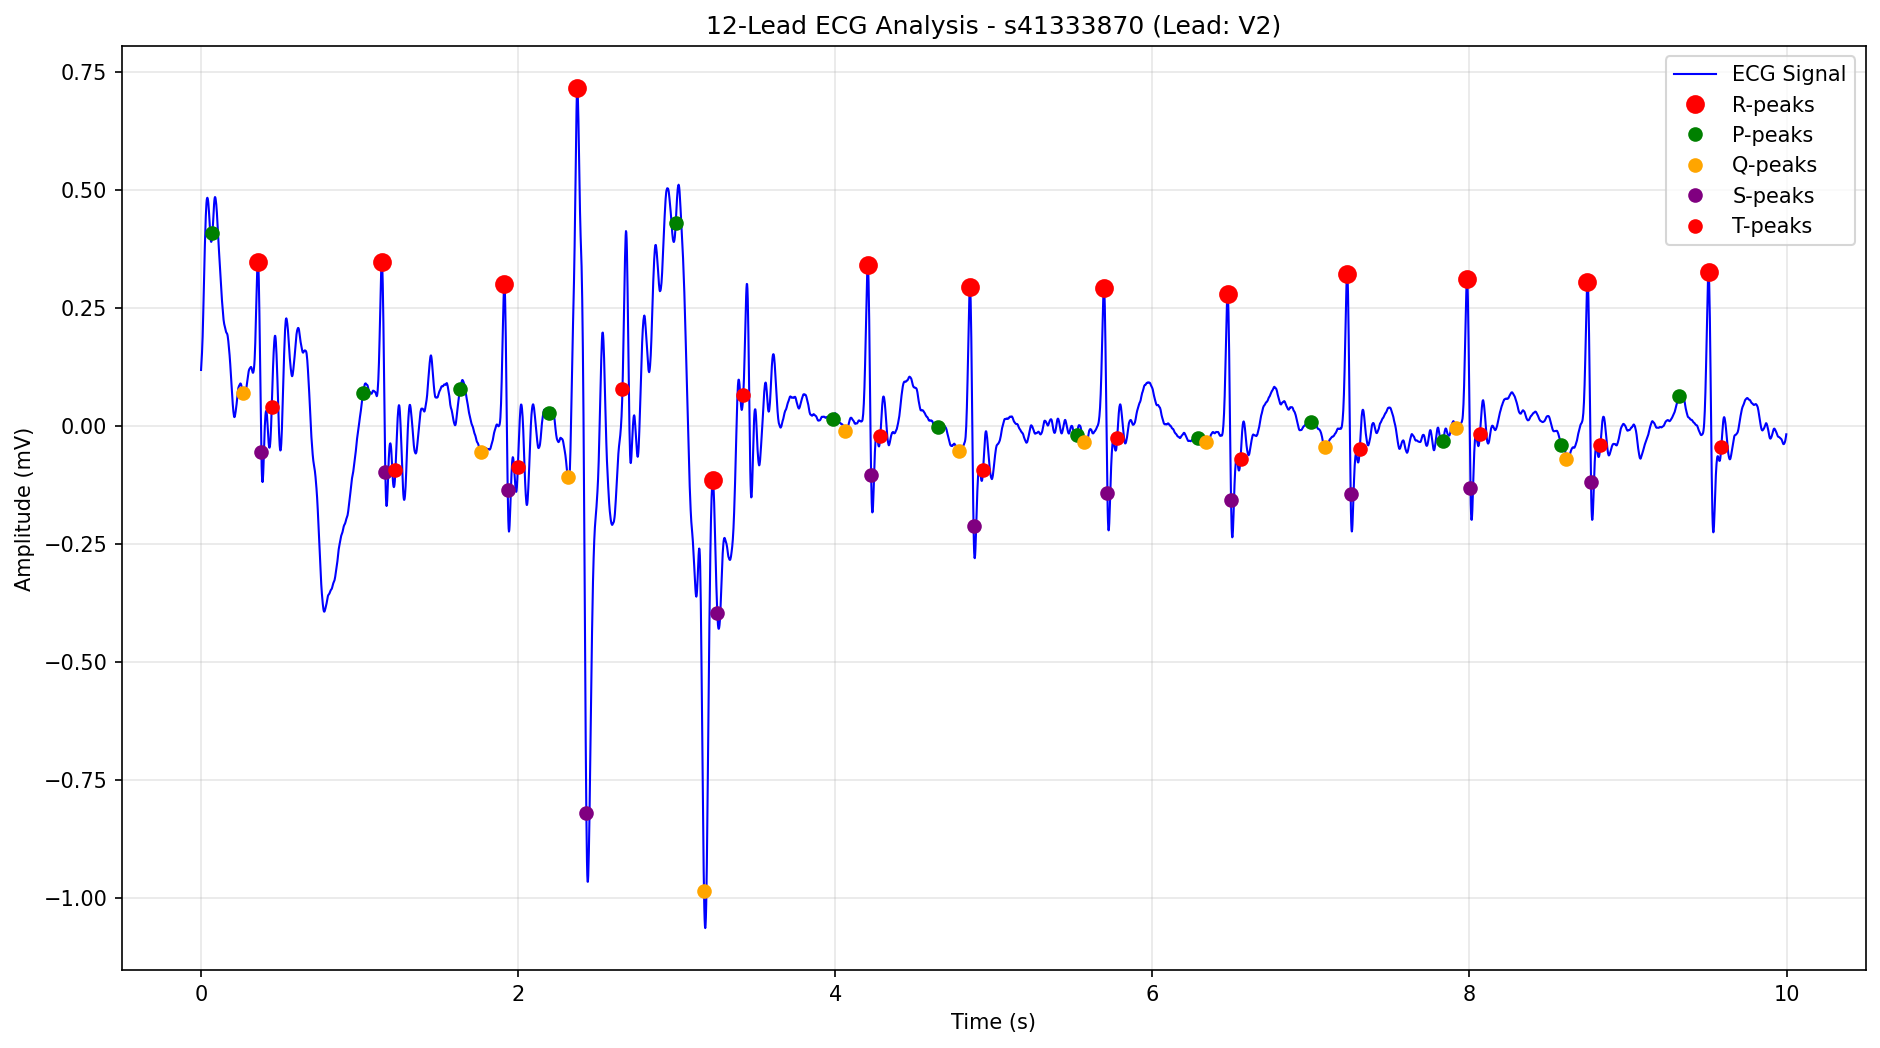 12-Lead ECG Analysis - s41333870 (Lead: V2)
ECG Signal
R-peaks
P-peaks
Q-peaks
S-peaks
T-peaks
Amplitude (mV)
0.75
0.50
0.25
0.00
−0.25
−0.50
−0.75
−1.00
0 2 4 6 8 10
Time (s)